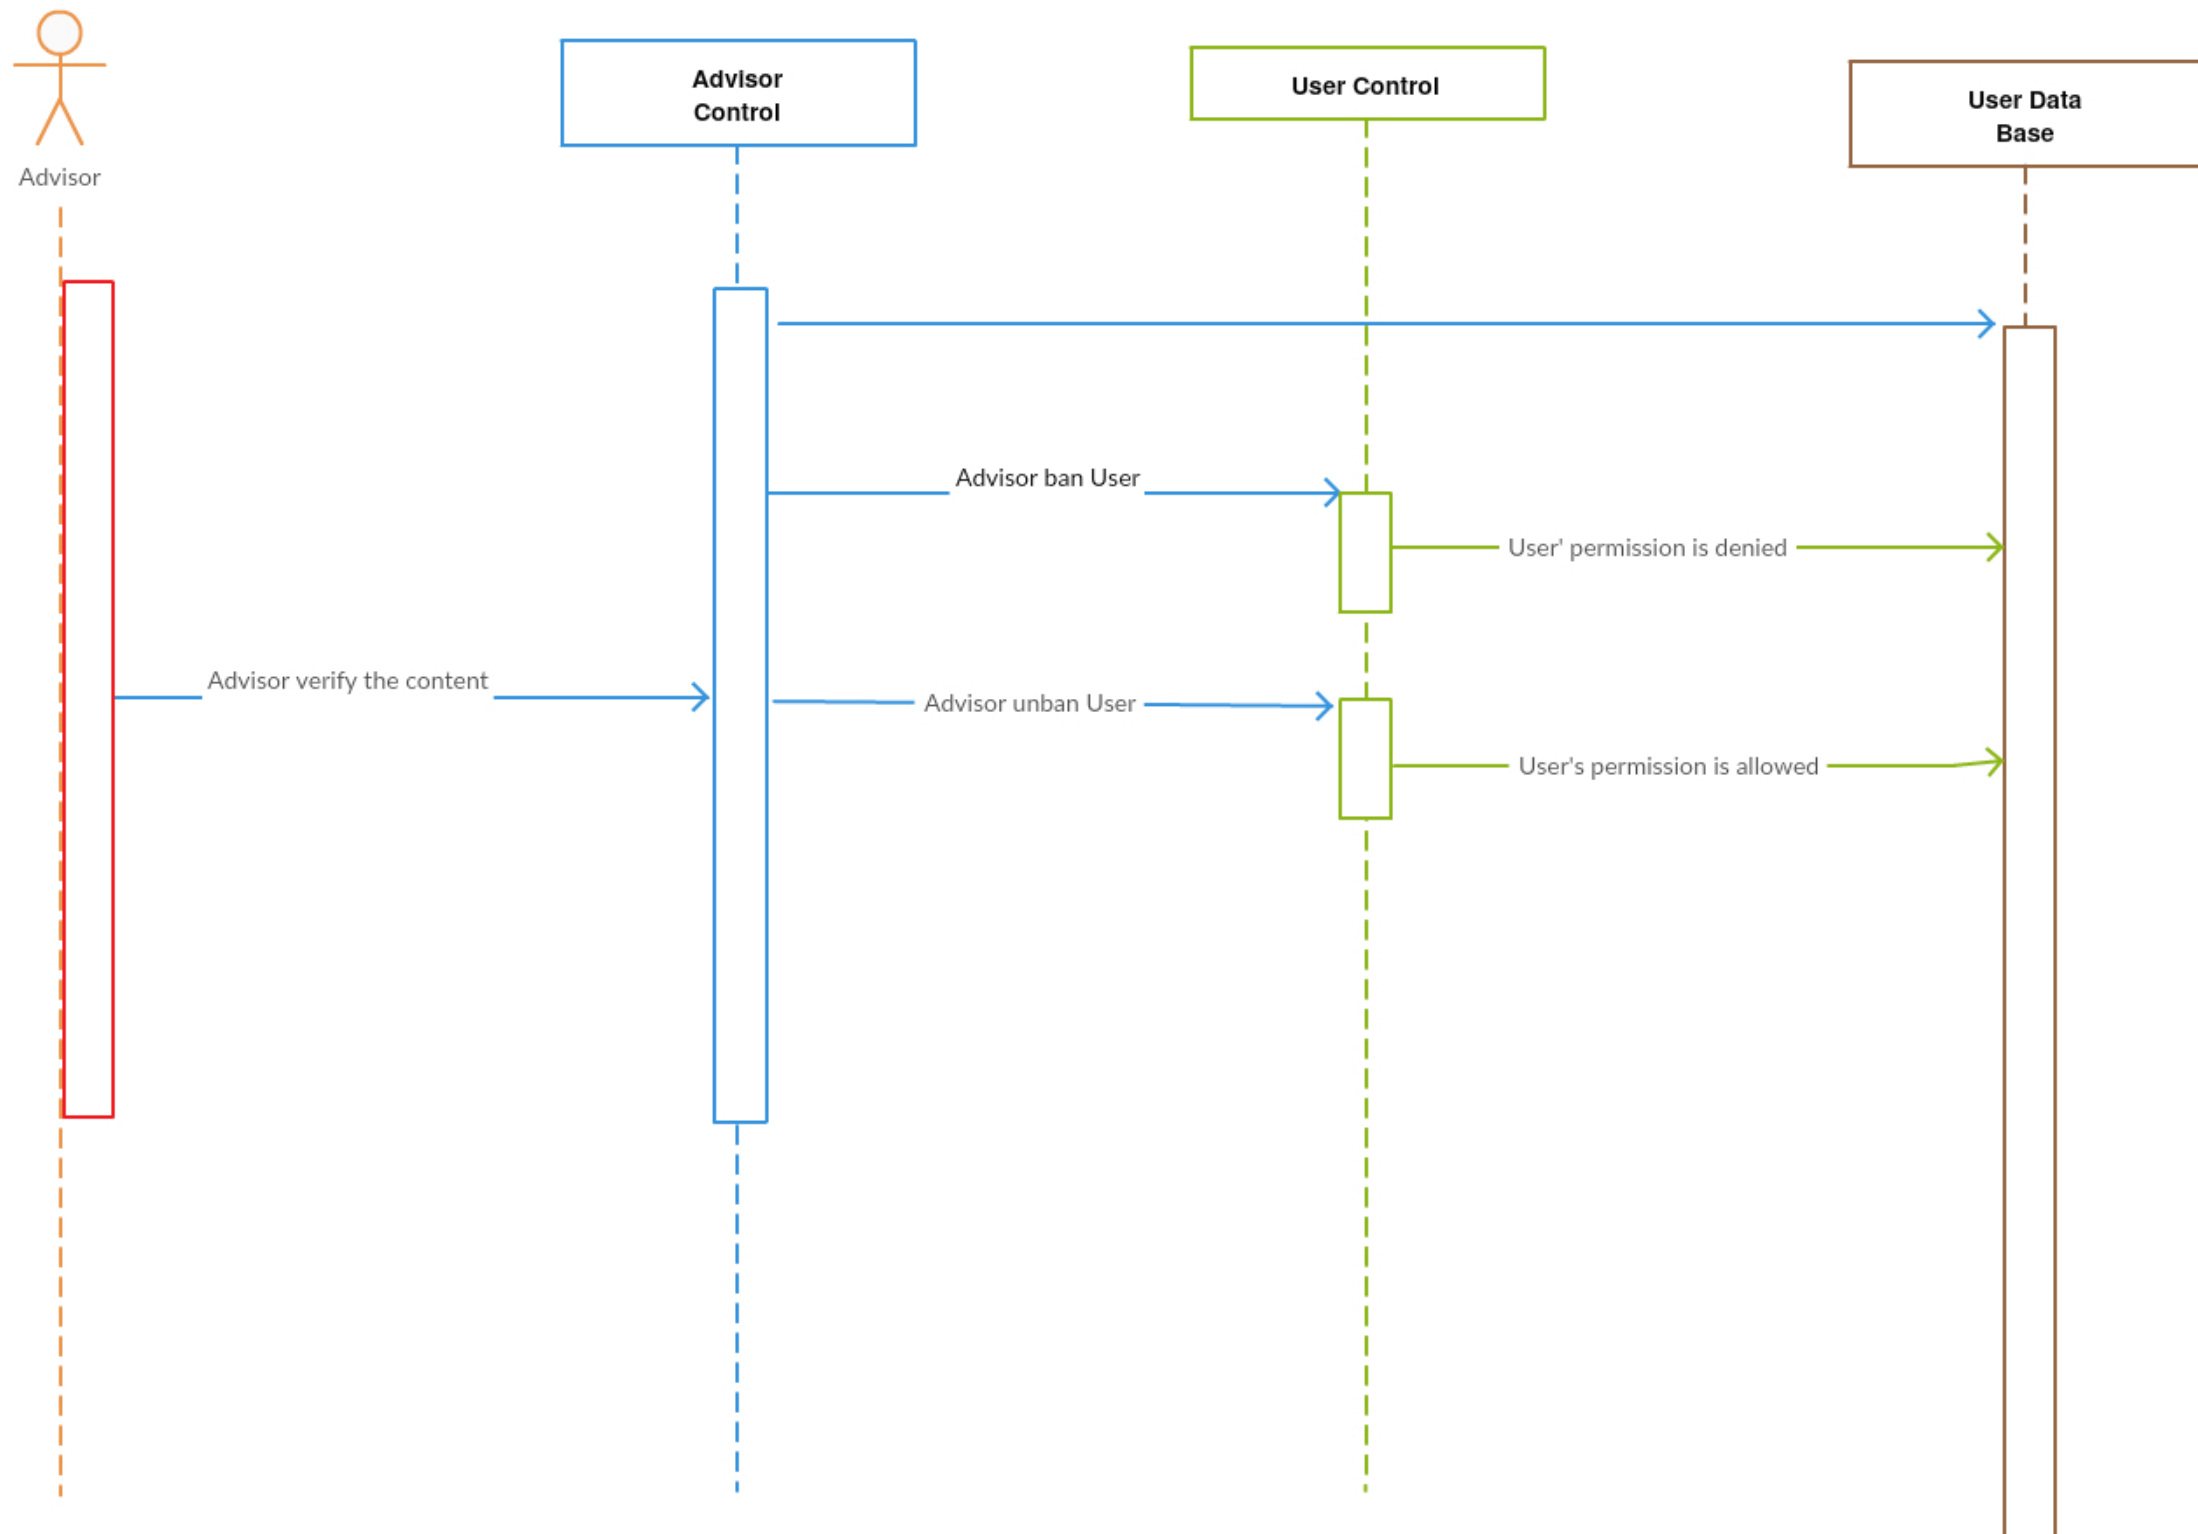 Advisor
Control
User Control
User Data
Base
Advisor
Advisor ban User
User' permission is denied
Advisor verify the content
Advisor unban User
User's permission is allowed